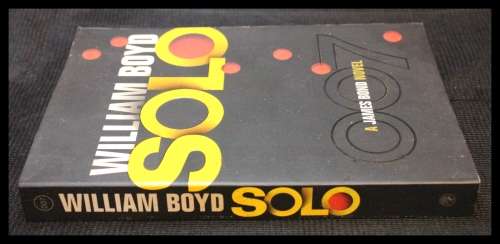 WILLIAM BOYD
SOLO
007
A JAMES BOND NOVEL
WILLIAM BOYD SOLO